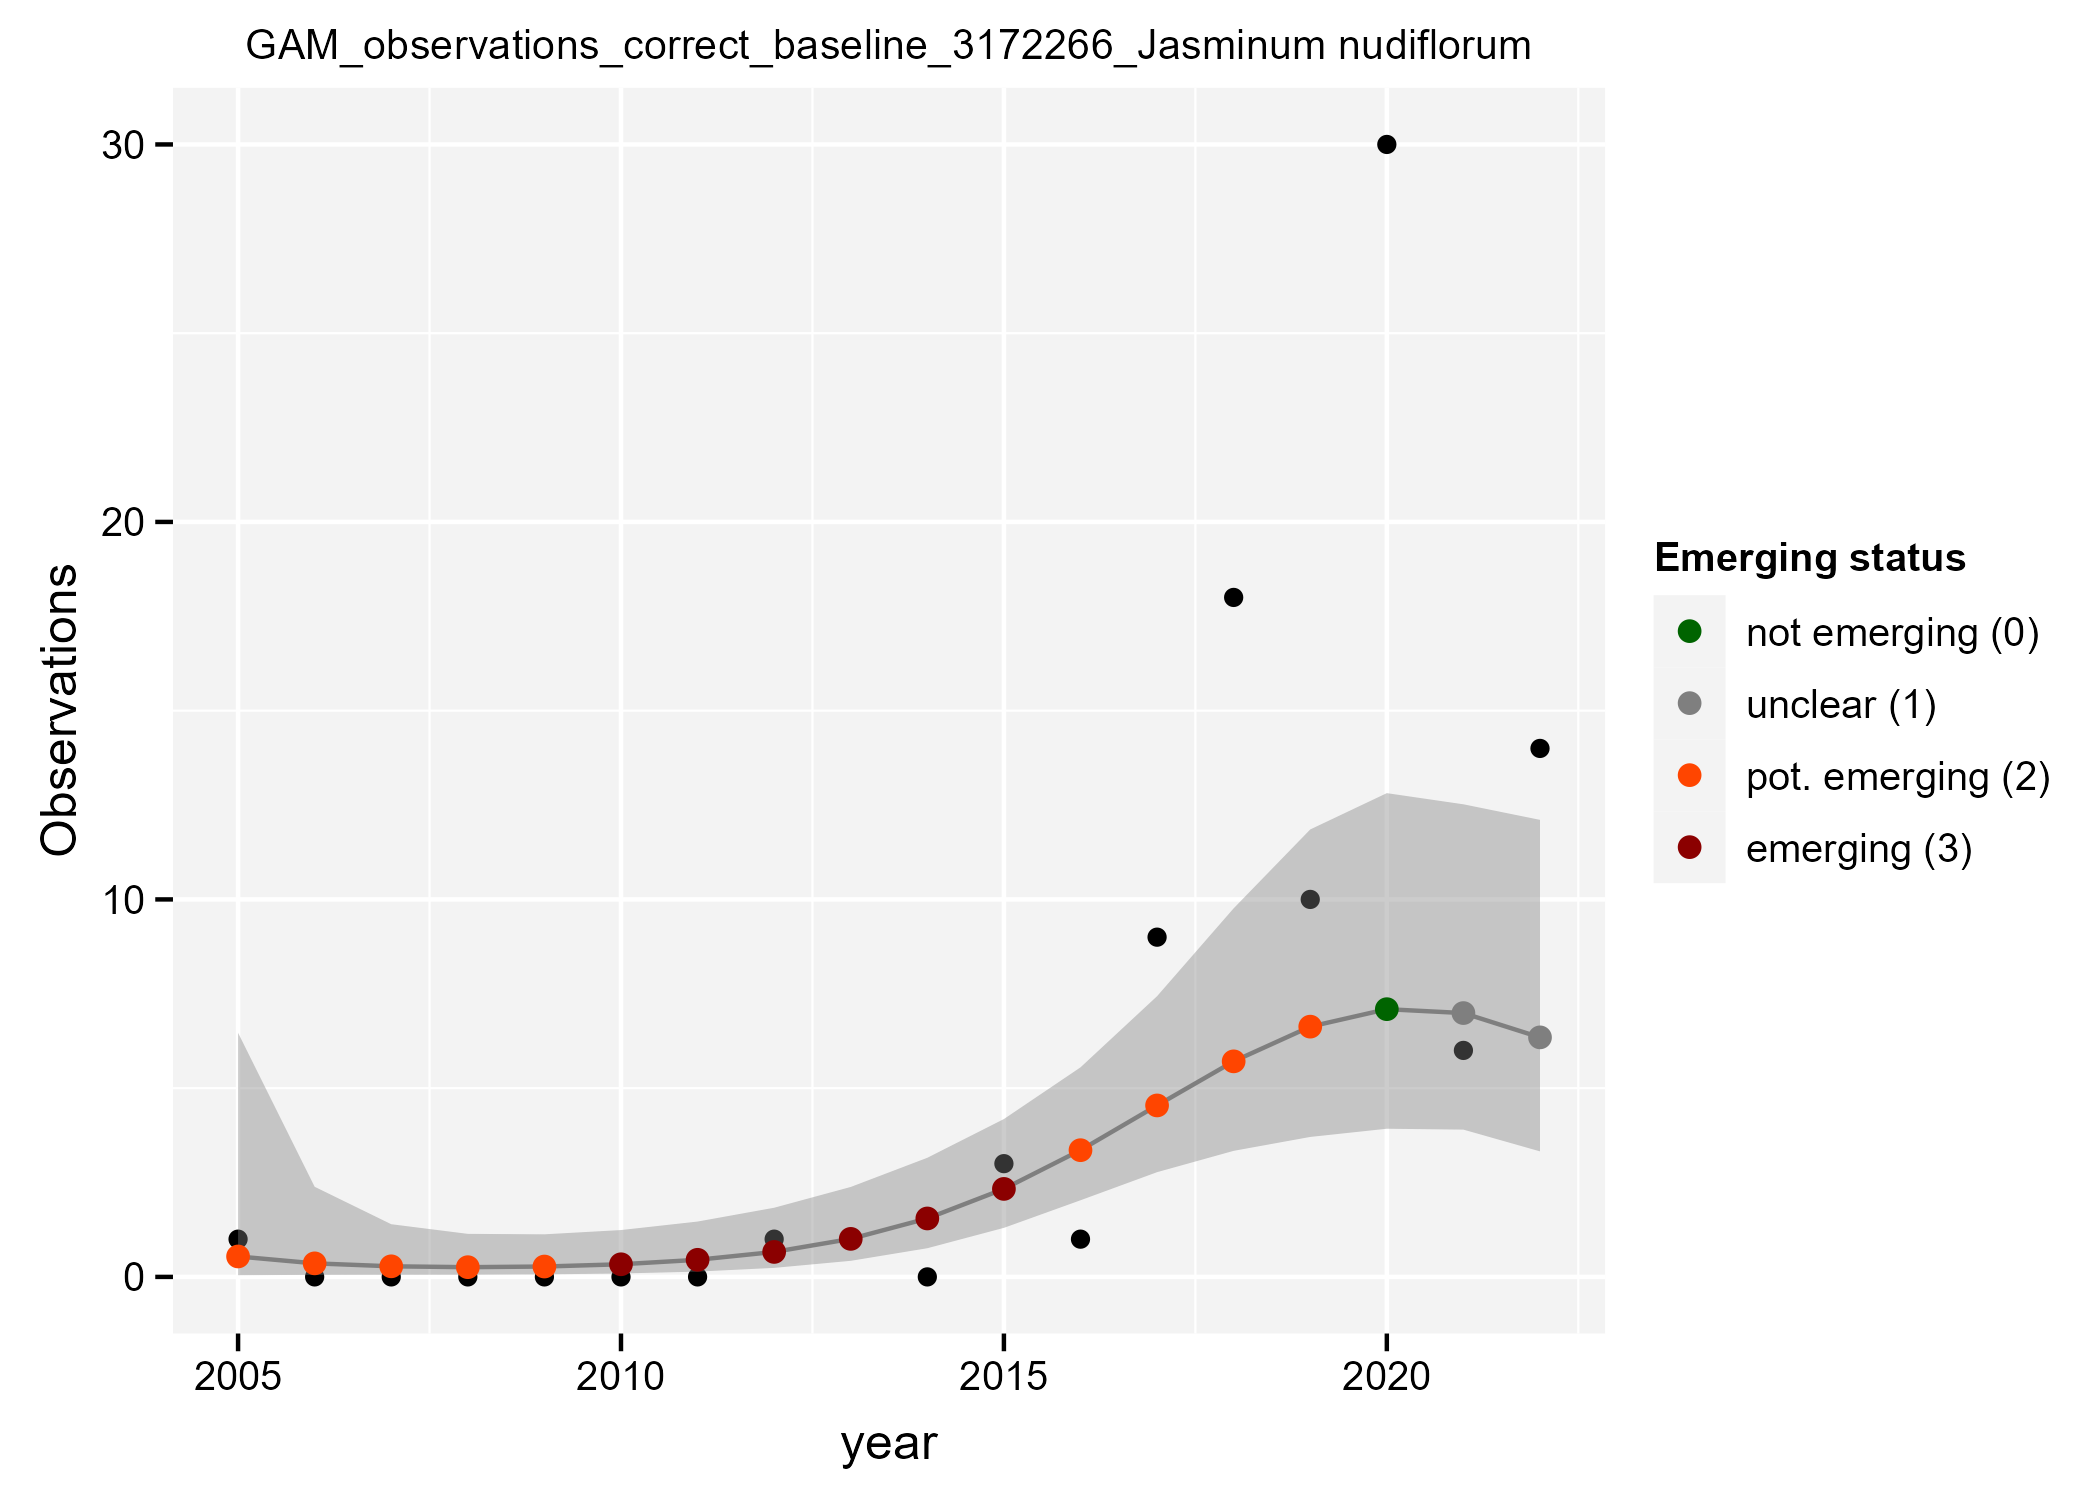 GAM_observations_correct_baseline_3172266_Jasminum nudiflorum
30
20
10
0
Observations
2005 2010 2015 2020
year
Emerging status
not emerging (0)
unclear (1)
pot. emerging (2)
emerging (3)